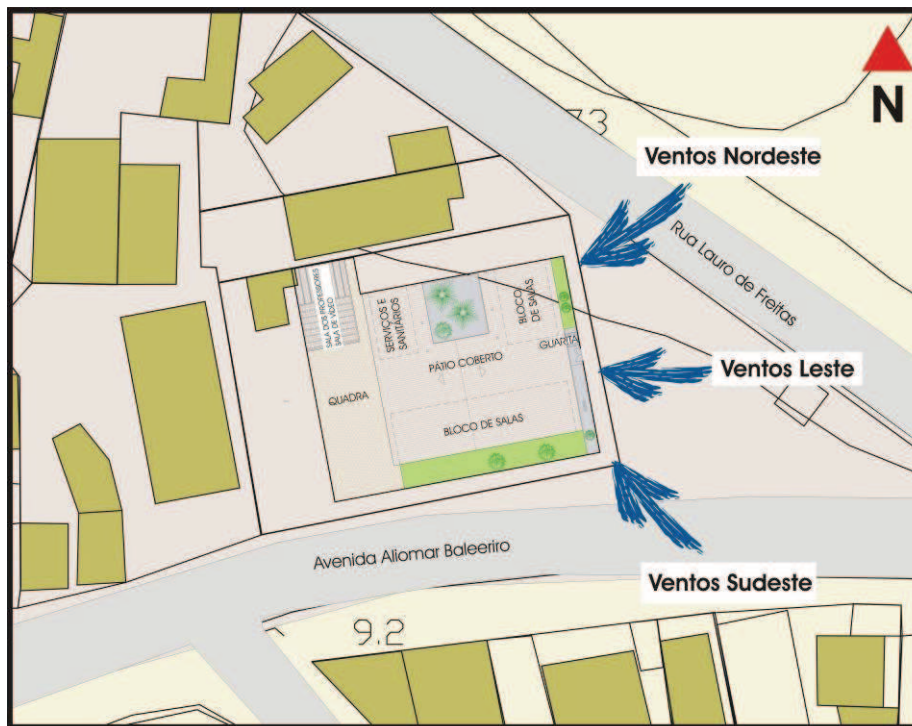 73
N
Ventos Nordeste
Rua Lauro de Freitas
SALA DOS PROFESSORES
SALA DE VÍDEO
SERVIÇOS E
SANITÁRIOS
BLOCO
DE SALAS
GUARITA
PÁTIO COBERTO
Ventos Leste
QUADRA
BLOCO DE SALAS
Avenida Aliomar Baleeriro
Ventos Sudeste
9.2